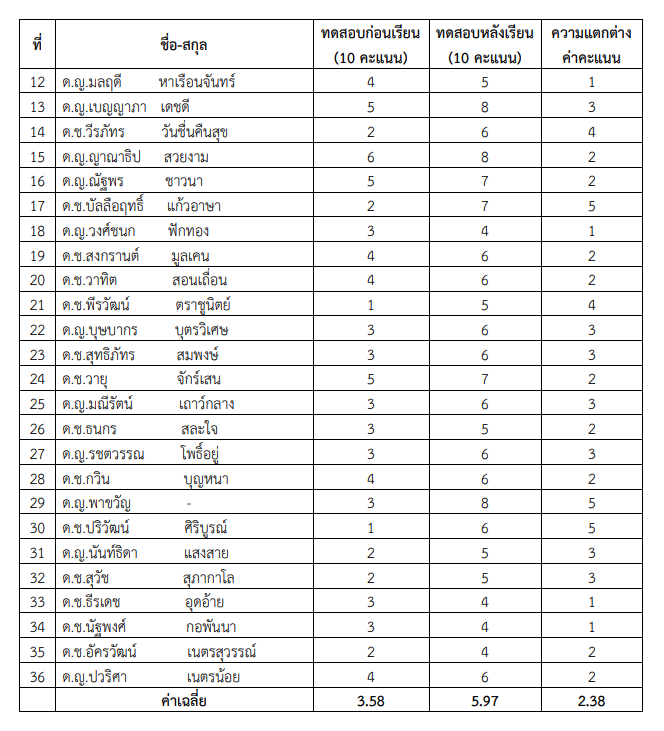 ที่ ชื่อ-สกุล ทดสอบก่อนเรียน (10 คะแนน) ทดสอบหลังเรียน (10 คะแนน) ความแตกต่าง ค่าคะแนน
12 ด.ญ.มลฤดี หาเรือนจันทร์ 4 5 1
13 ด.ญ.เบญญาภา เดชดี 5 8 3
14 ด.ช.วีรภัทร วันชื่นคืนสุข 2 6 4
15 ด.ญ.ญาณาธิป สวยงาม 6 8 2
16 ด.ญ.ณัฐพร ชาวนา 5 7 2
17 ด.ช.บัลลือฤทธิ์ แก้วอาษา 2 7 5
18 ด.ญ.วงศ์ชนก ฟักทอง 3 4 1
19 ด.ช.สงกรานต์ มูลเคน 4 6 2
20 ด.ช.วาทิต สอนเถื่อน 4 6 2
21 ด.ช.พีรวัฒน์ ตราชูนิตย์ 1 5 4
22 ด.ญ.บุษบากร บุตรวิเศษ 3 6 3
23 ด.ช.สุทธิภัทร สมพงษ์ 3 6 3
24 ด.ช.วายุ จักร์เสน 5 7 2
25 ด.ญ.มณีรัตน์ เถาว์กลาง 3 6 3
26 ด.ช.ธนกร สละใจ 3 5 2
27 ด.ญ.รชตวรรณ โพธิ์อยู่ 3 6 3
28 ด.ช.กวิน บุญหนา 4 6 2
29 ด.ญ.พาขวัญ - 3 8 5
30 ด.ช.ปริวัฒน์ ศิริบูรณ์ 1 6 5
31 ด.ญ.นันท์ธิดา แสงสาย 2 5 3
32 ด.ช.สุวัช สุภากาโล 2 5 3
33 ด.ช.ธีรเดช อุดอ้าย 3 4 1
34 ด.ช.นัฐพงศ์ กอพันนา 3 4 1
35 ด.ช.อัครวัฒน์ เนตรสุวรรณ์ 2 4 2
36 ด.ญ.ปวริศา เนตรน้อย 4 6 2
ค่าเฉลี่ย 3.58 5.97 2.38